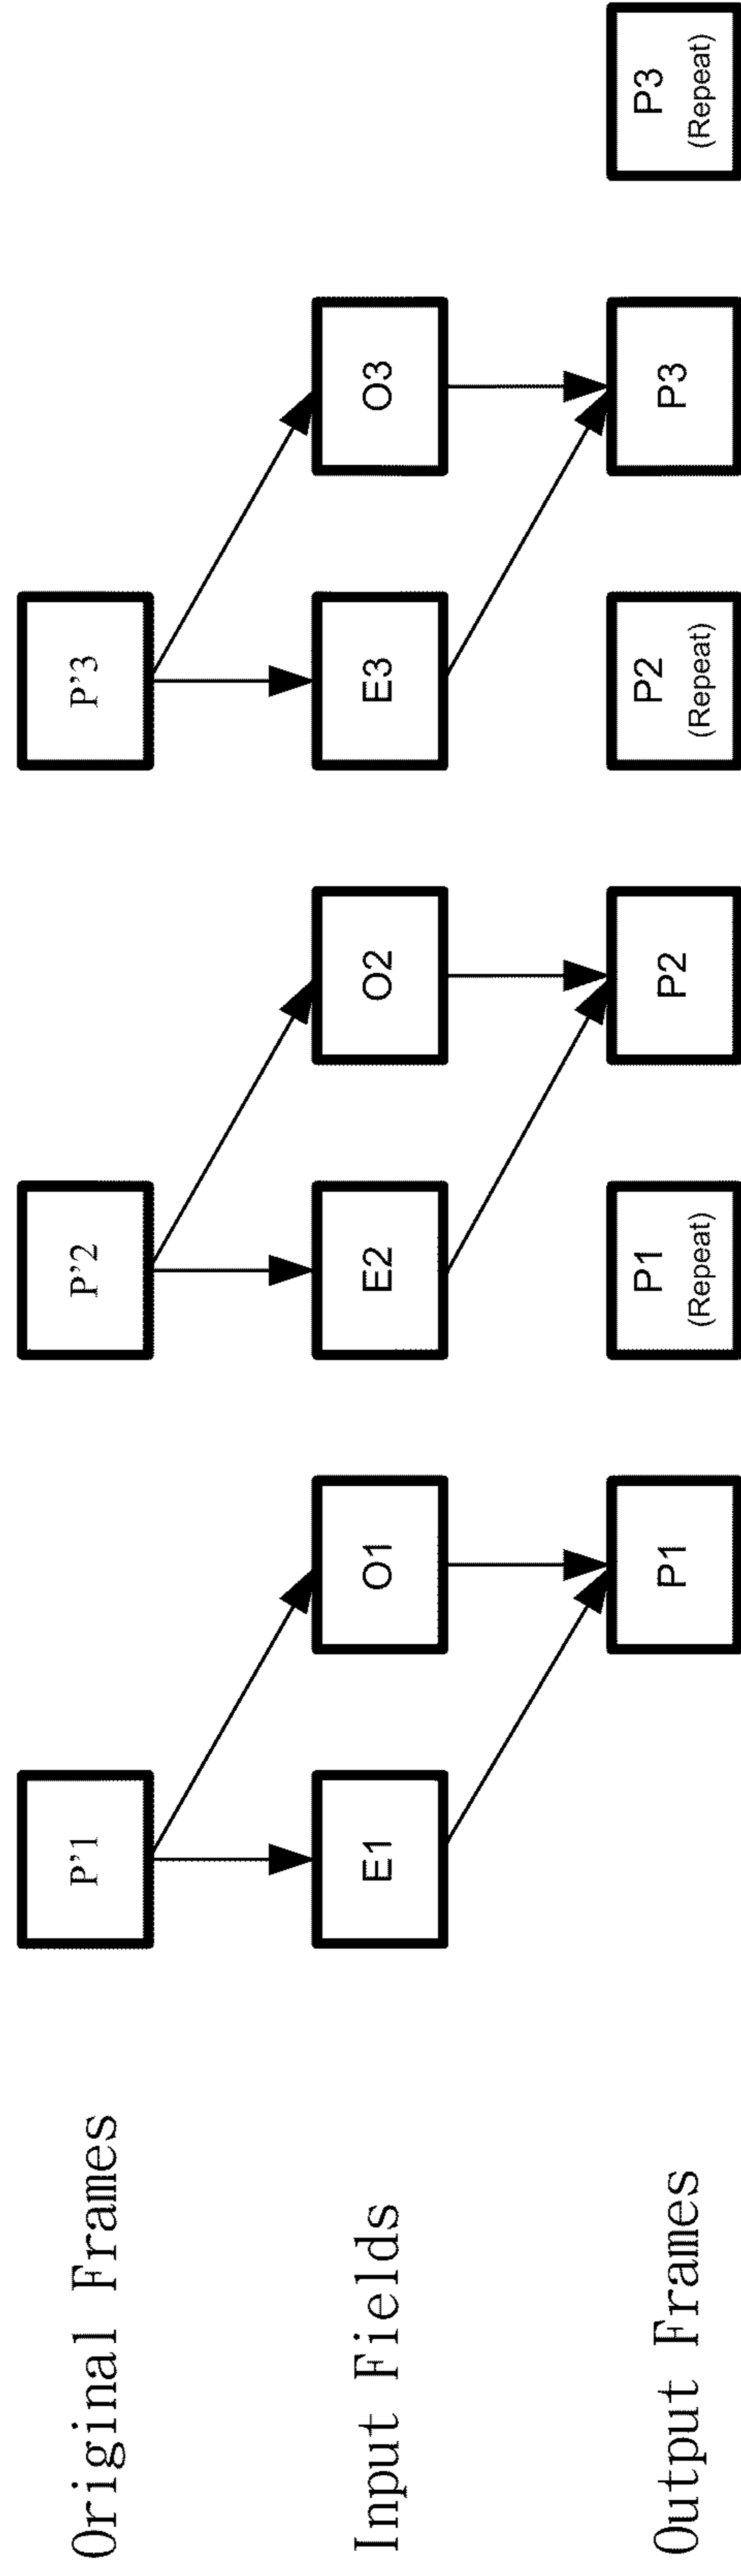 Original Frames
P'1
P'2
P'3
Input Fields
E1
O1
E2
O2
E3
O3
Output Frames
P1
P1
(Repeat)
P2
P2
(Repeat)
P3
P3
(Repeat)